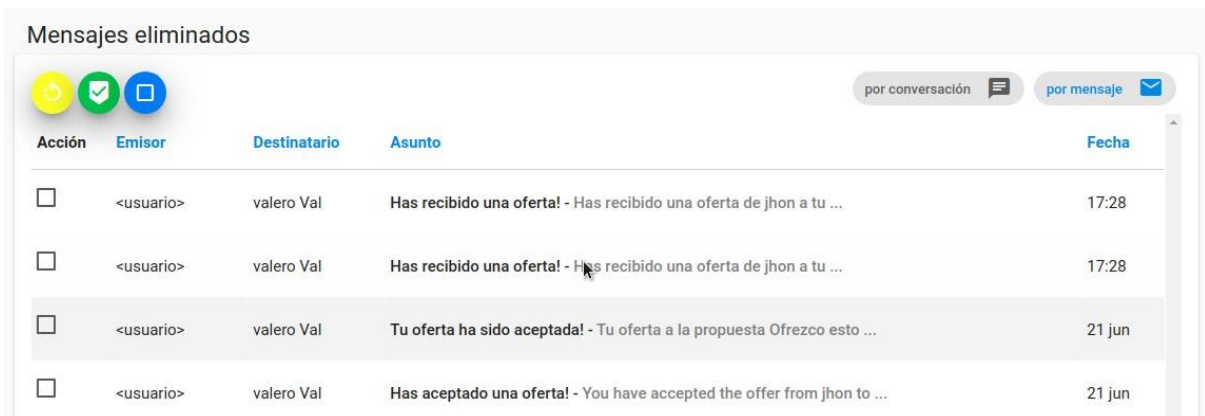 Mensajes eliminados
por conversación por mensaje
Acción Emisor Destinatario Asunto Fecha
<usuario> valero Val Has recibido una oferta! - Has recibido una oferta de jhon a tu ... 17:28
<usuario> valero Val Has recibido una oferta! - Has recibido una oferta de jhon a tu ... 17:28
<usuario> valero Val Tu oferta ha sido aceptada! - Tu oferta a la propuesta Ofrezco esto ... 21 jun
<usuario> valero Val Has aceptado una oferta! - You have accepted the offer from jhon to ... 21 jun